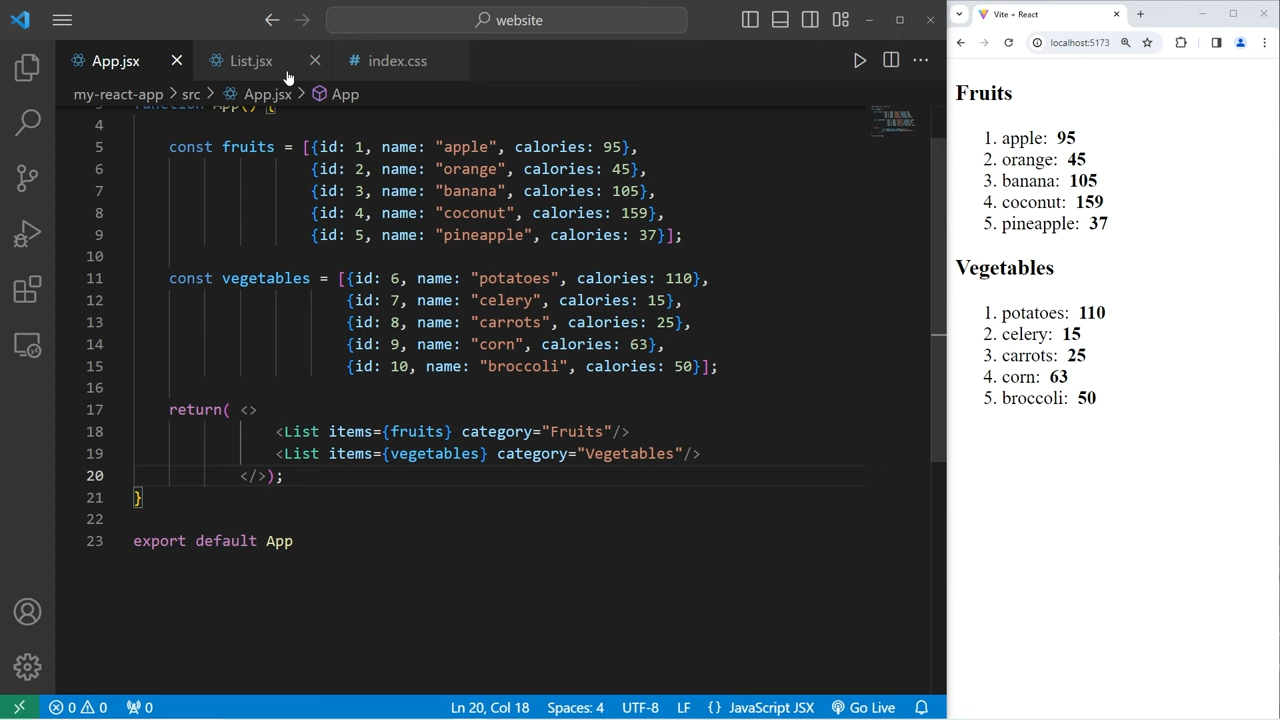 website
App.jsx
List.jsx
# index.css
my-react-app > src > App.jsx > App
3 function App() {
4
5 const fruits = [{id: 1, name: "apple", calories: 95},
6 {id: 2, name: "orange", calories: 45},
7 {id: 3, name: "banana", calories: 105},
8 {id: 4, name: "coconut", calories: 159},
9 {id: 5, name: "pineapple", calories: 37}];
10
11 const vegetables = [{id: 6, name: "potatoes", calories: 110},
12 {id: 7, name: "celery", calories: 15},
13 {id: 8, name: "carrots", calories: 25},
14 {id: 9, name: "corn", calories: 63},
15 {id: 10, name: "broccoli", calories: 50}];
16
17 return( <>
18 <List items={fruits} category="Fruits"/>
19 <List items={vegetables} category="Vegetables"/>
20 </>);
21 }
22
23 export default App
0 0 0
Ln 20, Col 18 Spaces: 4 UTF-8 LF {} JavaScript JSX Go Live
Vite + React
localhost:5173
Fruits
1. apple: 95
2. orange: 45
3. banana: 105
4. coconut: 159
5. pineapple: 37
Vegetables
1. potatoes: 110
2. celery: 15
3. carrots: 25
4. corn: 63
5. broccoli: 50